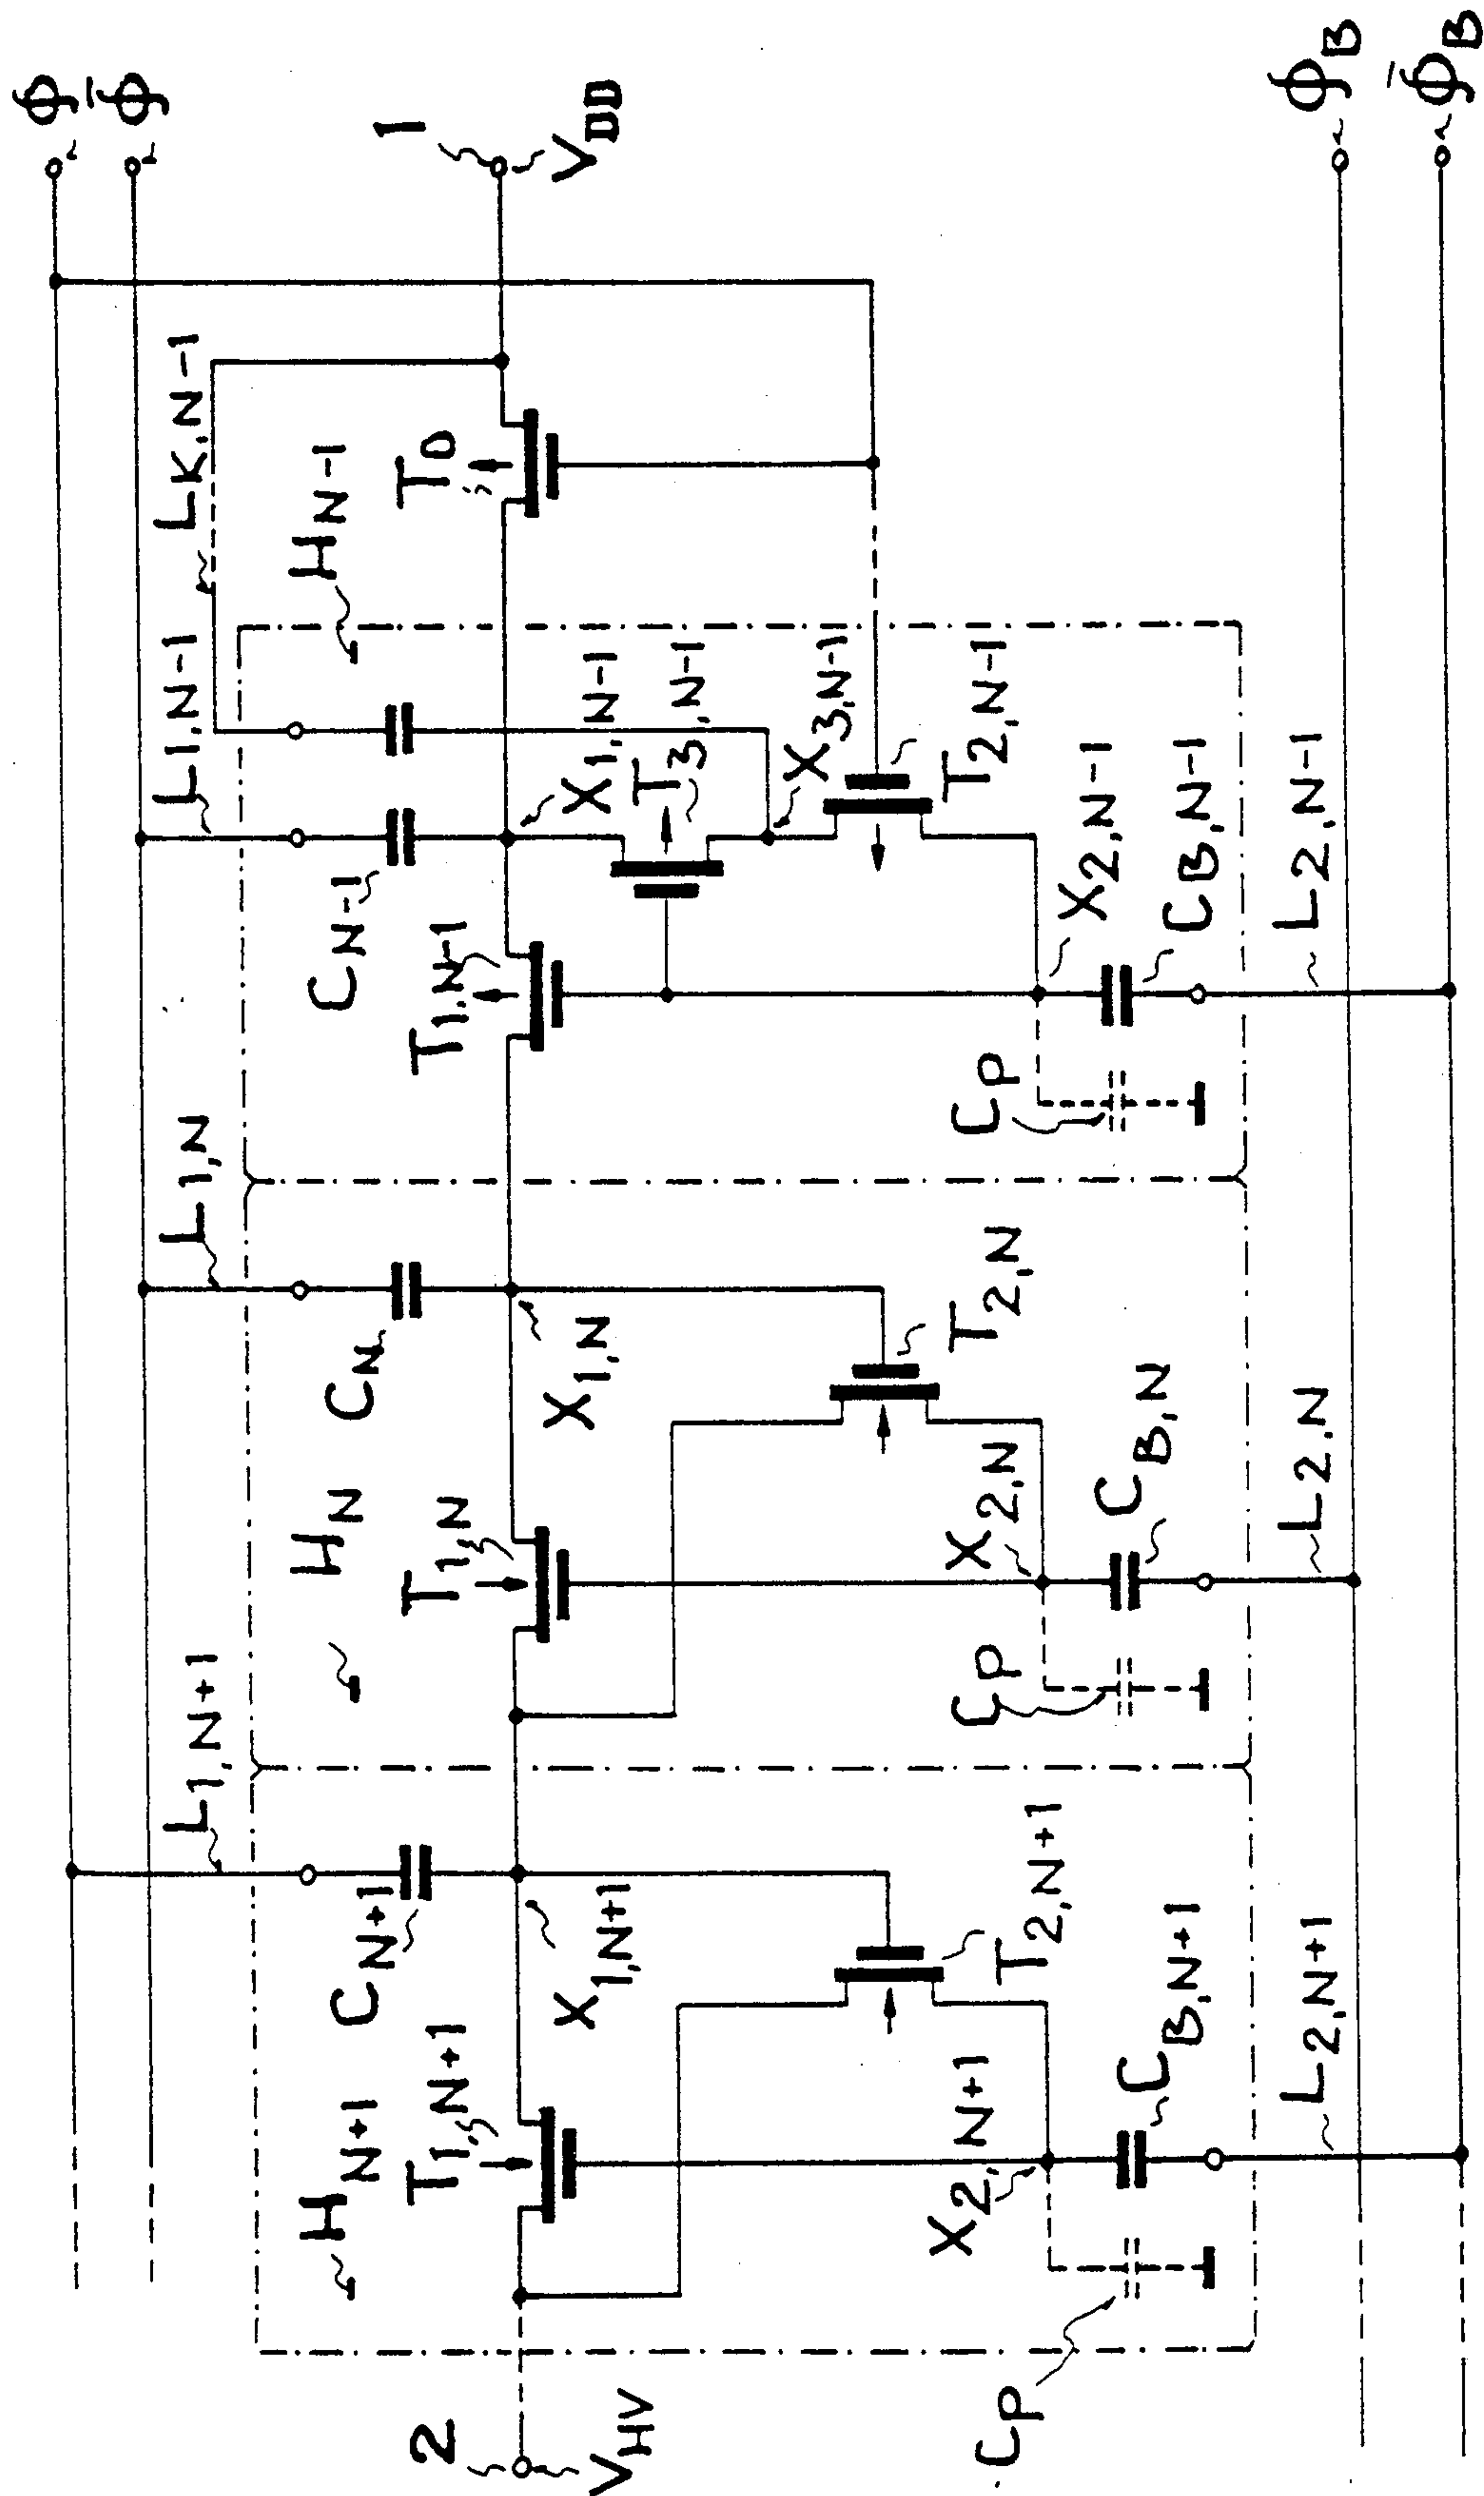 Φ
Φ̄
1
V_DD
Φ_B
Φ̄_B
L_K,N-1
T_0
H_N-1
L_1,N-1
C_N-1
X_1,N-1
T_3,N-1
X_3,N-1
T_2,N-1
T_1,N-1
X_2,N-1
C_B,N-1
L_2,N-1
C_P
L_1,N
C_N
X_1,N
T_2,N
H_N
T_1,N
X_2,N
C_B,N
L_2,N
C_P
L_1,N+1
C_N+1
X_1,N+1
T_2,N+1
H_N+1
T_1,N+1
X_2,N+1
C_B,N+1
L_2,N+1
C_P
2
V_HV